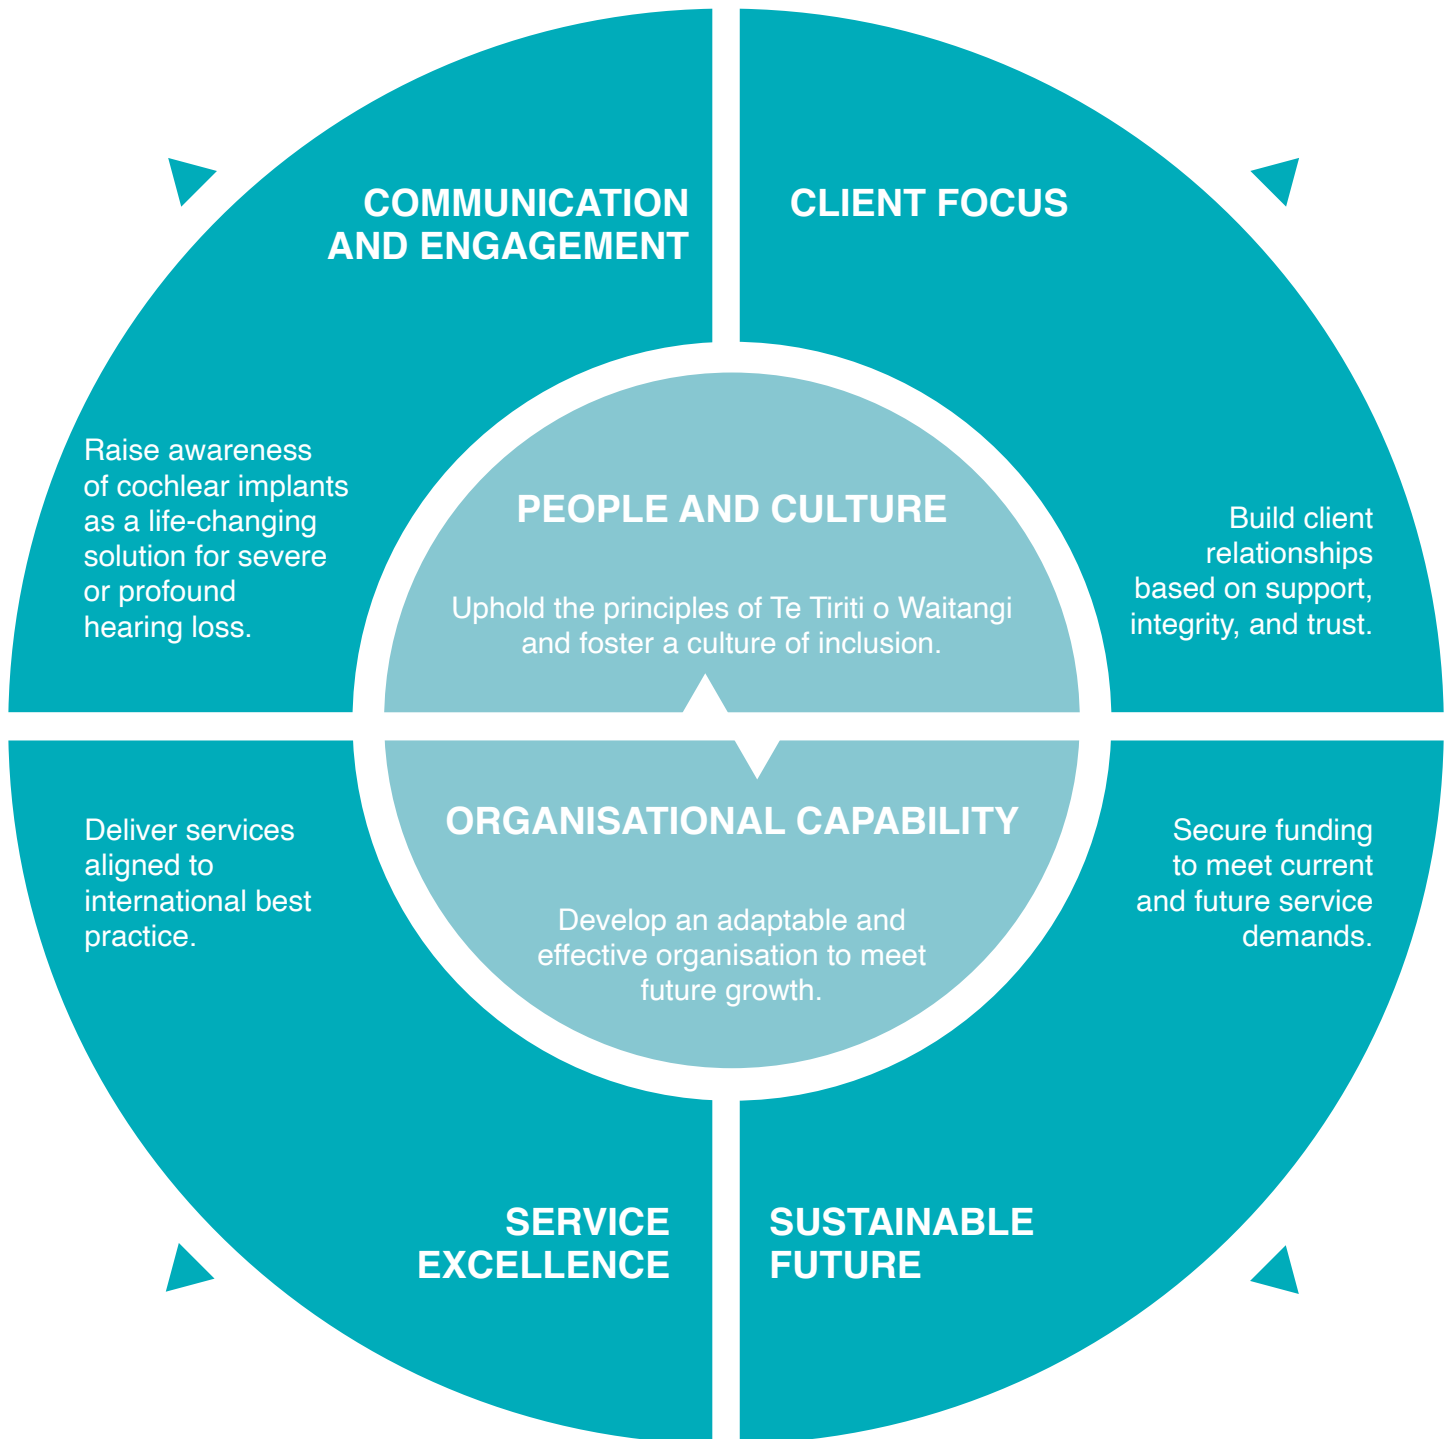 COMMUNICATION
AND ENGAGEMENT
Raise awareness
of cochlear implants
as a life-changing
solution for severe
or profound
hearing loss.
CLIENT FOCUS
Build client
relationships
based on support,
integrity, and trust.
PEOPLE AND CULTURE
Uphold the principles of Te Tiriti o Waitangi
and foster a culture of inclusion.
ORGANISATIONAL CAPABILITY
Develop an adaptable and
effective organisation to meet
future growth.
Deliver services
aligned to
international best
practice.
SERVICE
EXCELLENCE
Secure funding
to meet current
and future service
demands.
SUSTAINABLE
FUTURE